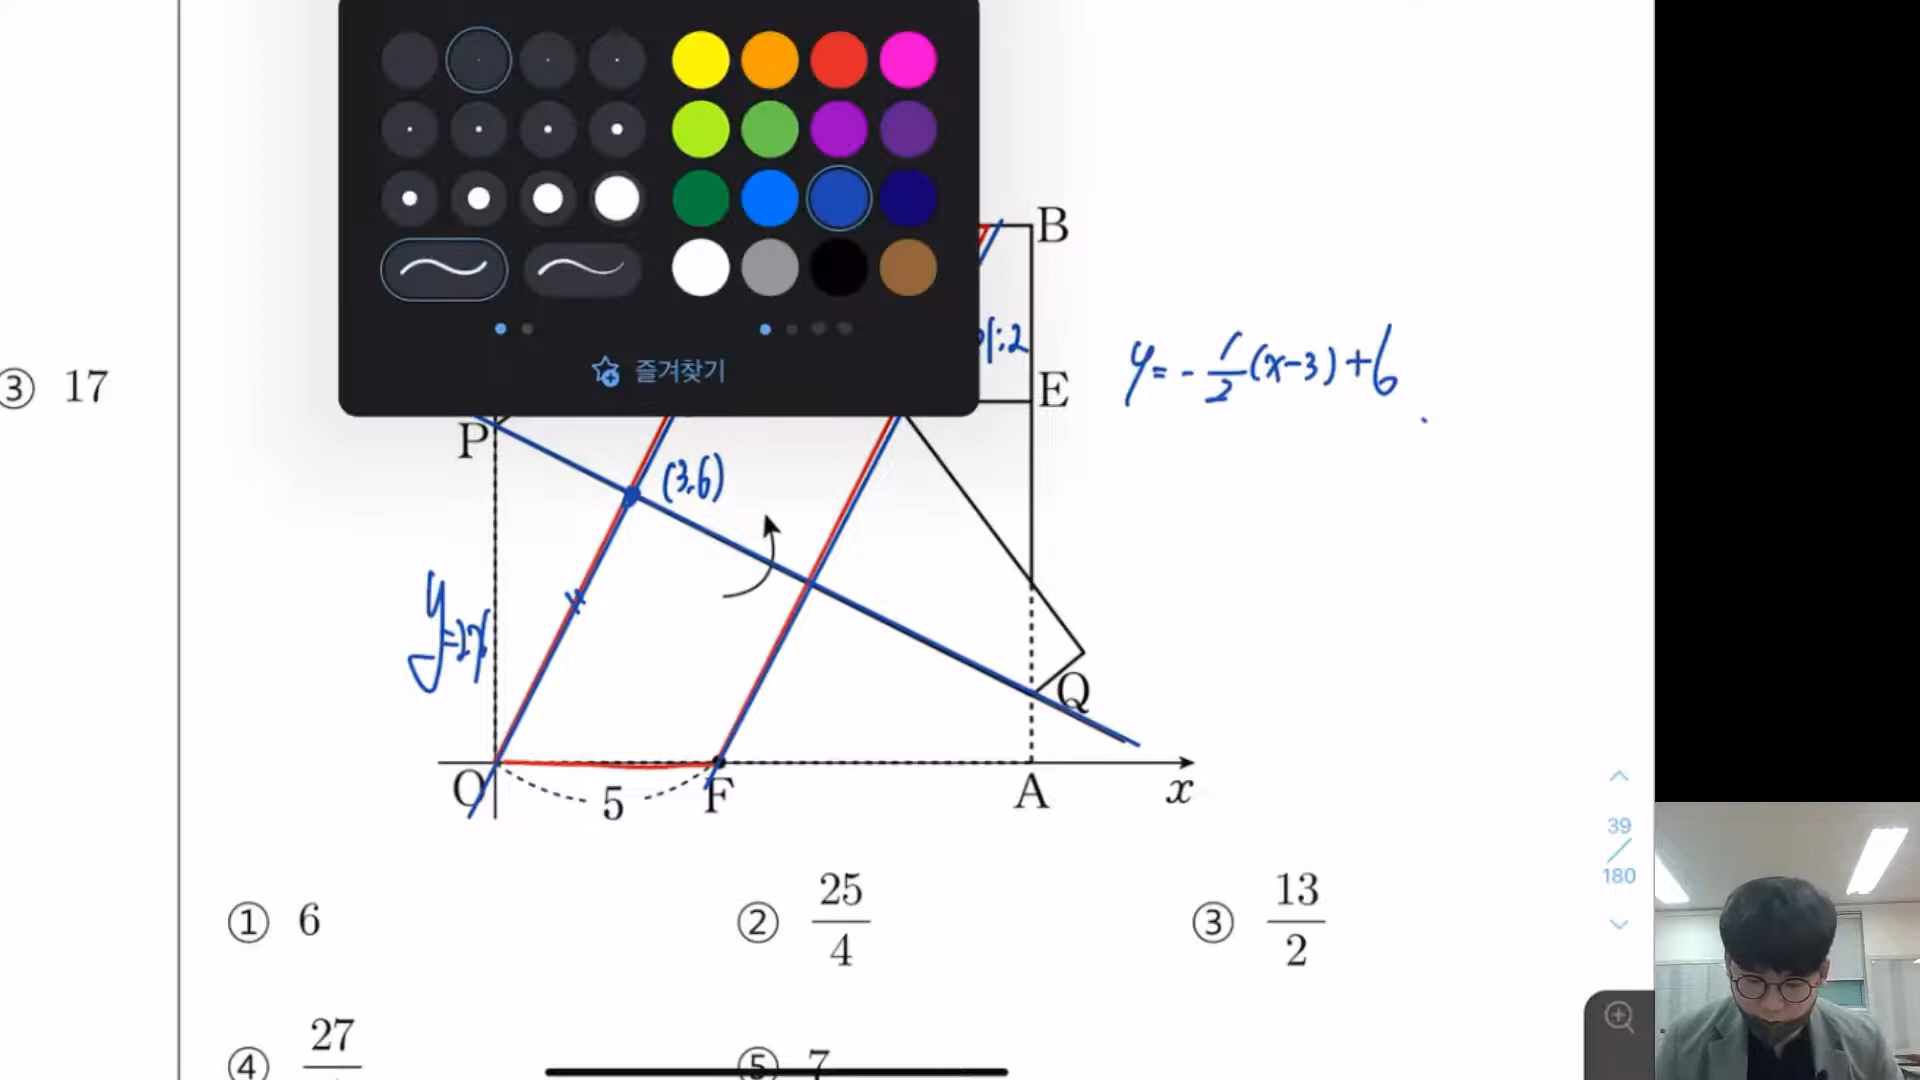 즐겨찾기
B
:2
y=-1/2(x-3)+6
③ 17
E
P
(3,6)
y=2x
Q
O
5
F
A
x
39
180
① 6
② 25/4
③ 13/2
④ 27
⑤ 7